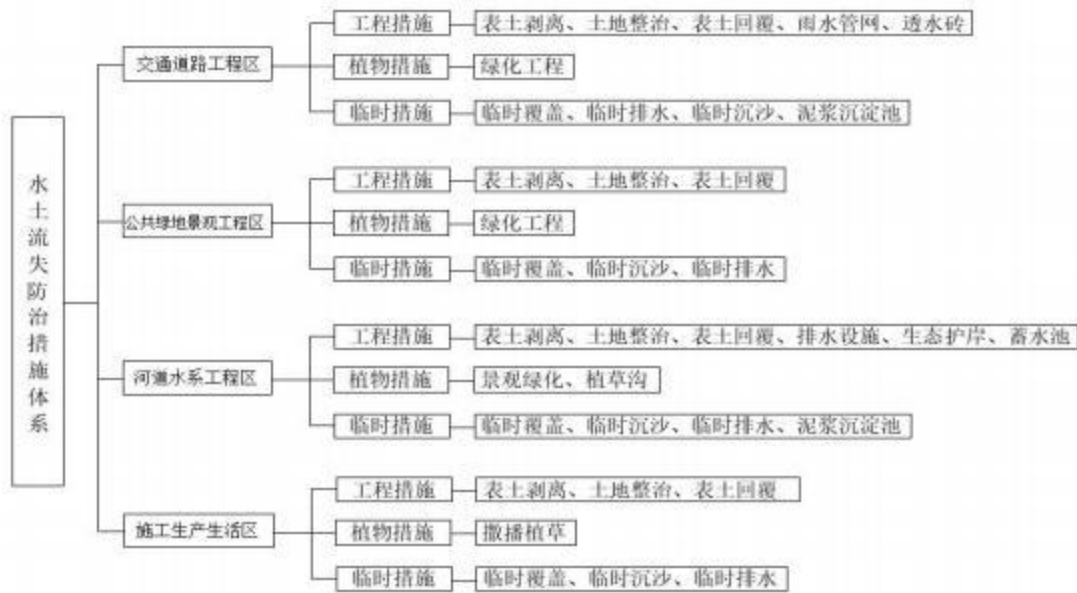 水土流失防治措施体系
交通道路工程区
工程措施
表土剥离、土地整治、表土回覆、雨水管网、透水砖
植物措施
绿化工程
临时措施
临时覆盖、临时排水、临时沉沙、泥浆沉淀池
公共绿地景观工程区
工程措施
表土剥离、土地整治、表土回覆
植物措施
绿化工程
临时措施
临时覆盖、临时沉沙、临时排水
河道水系工程区
工程措施
表土剥离、土地整治、表土回覆、排水设施、生态护岸、蓄水池
植物措施
景观绿化、植草沟
临时措施
临时覆盖、临时沉沙、临时排水、泥浆沉淀池
施工生产生活区
工程措施
表土剥离、土地整治、表土回覆
植物措施
撒播植草
临时措施
临时覆盖、临时沉沙、临时排水